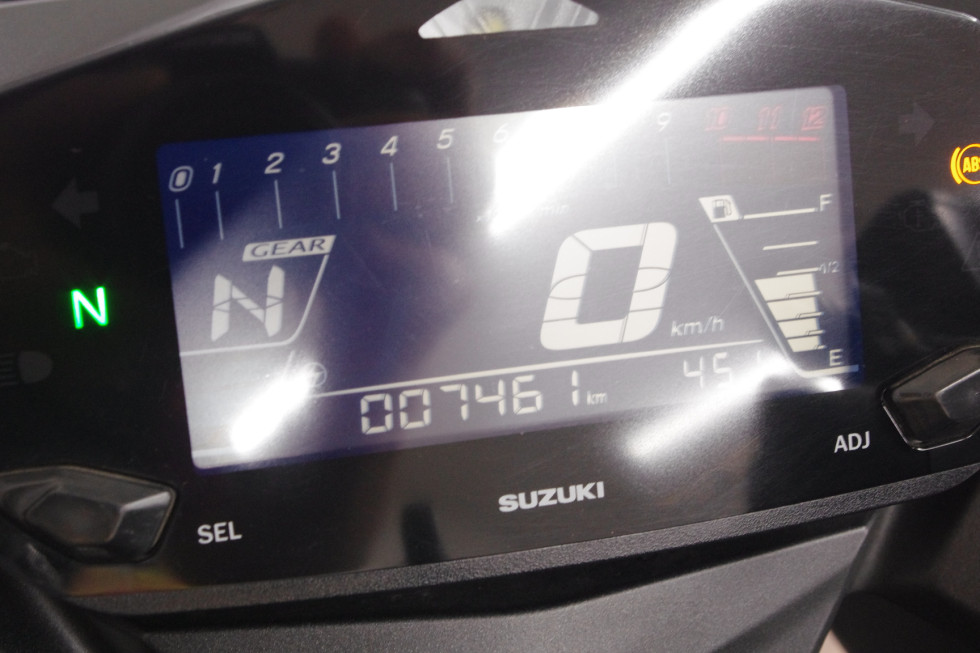 0 1 2 3 4 5 6 9 10 11 12
GEAR
N
N
0
km/h
F
1/2
E
ABS
007461 km
45
ADJ
SUZUKI
SEL